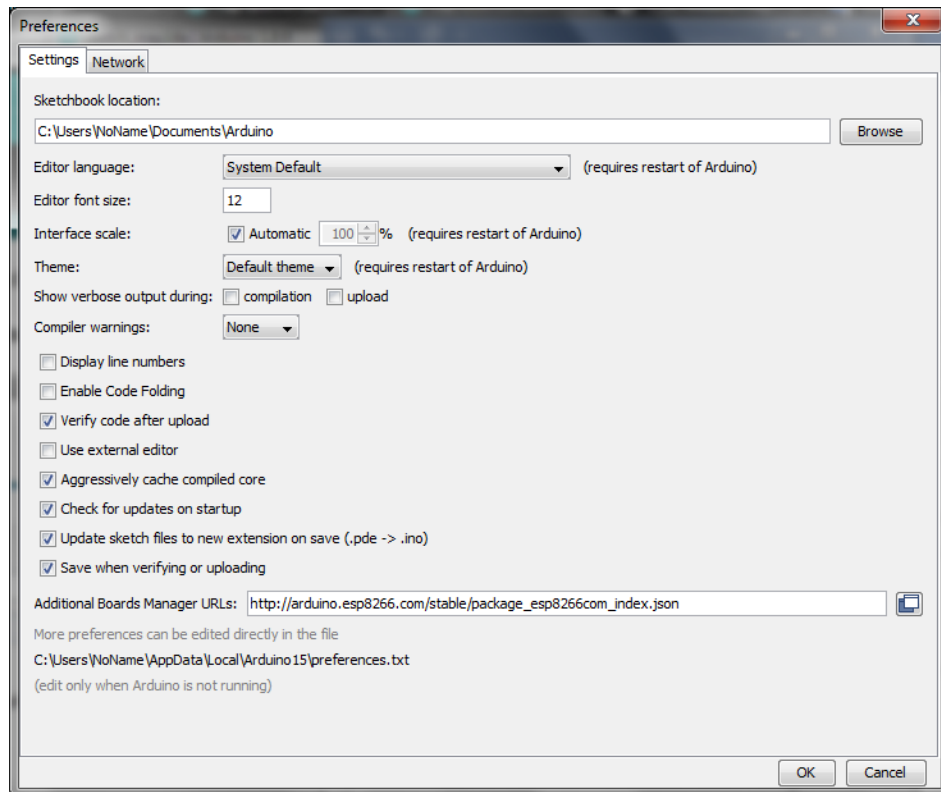 Preferences
Settings Network
Sketchbook location:
C:\Users\NoName\Documents\Arduino Browse
Editor language: System Default (requires restart of Arduino)
Editor font size: 12
Interface scale: Automatic 100 % (requires restart of Arduino)
Theme: Default theme (requires restart of Arduino)
Show verbose output during: compilation upload
Compiler warnings: None
Display line numbers
Enable Code Folding
Verify code after upload
Use external editor
Aggressively cache compiled core
Check for updates on startup
Update sketch files to new extension on save (.pde -> .ino)
Save when verifying or uploading
Additional Boards Manager URLs: http://arduino.esp8266.com/stable/package_esp8266com_index.json
More preferences can be edited directly in the file
C:\Users\NoName\AppData\Local\Arduino15\preferences.txt
(edit only when Arduino is not running)
OK Cancel